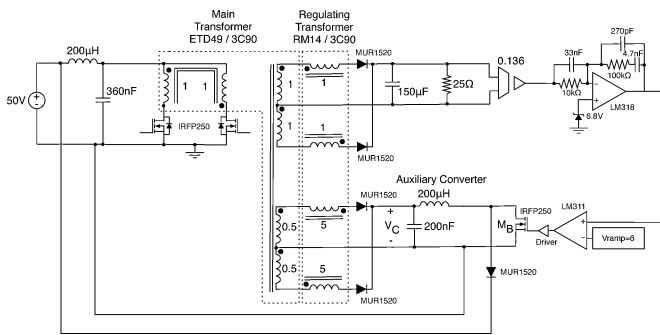 Main
Transformer
ETD49 / 3C90
Regulating
Transformer
RM14 / 3C90
MUR1520
200µH
50V
360nF
1 1
IRFP250
1
1
1
1
MUR1520
150µF
25Ω
0.136
33nF
10kΩ
270pF
4.7nF
100kΩ
LM318
6.8V
Auxiliary Converter
MUR1520
200µH
0.5
0.5
5
5
+
VC
-
200nF
MUR1520
IRFP250
MB
Driver
LM311
Vramp=6
MUR1520